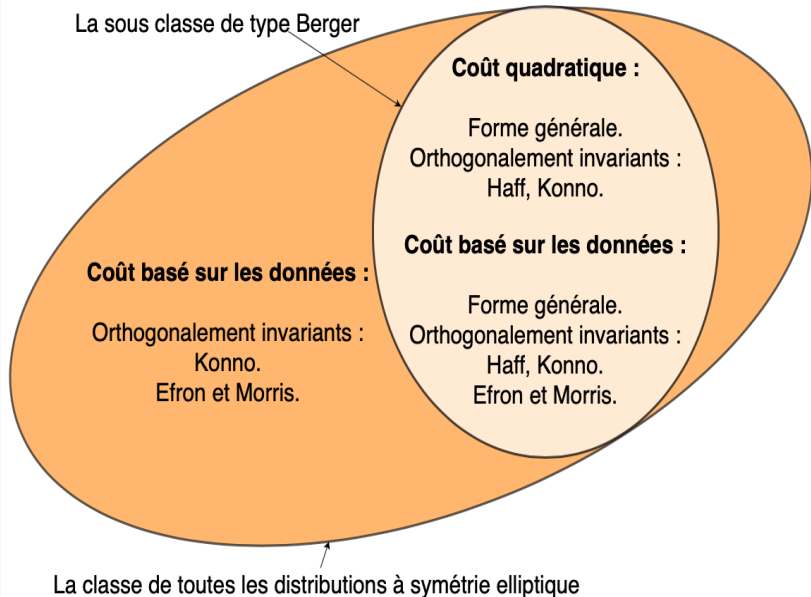 La sous classe de type Berger
Coût quadratique :
Forme générale.
Orthogonalement invariants :
Haff, Konno.
Coût basé sur les données :
Forme générale.
Orthogonalement invariants :
Haff, Konno.
Efron et Morris.
Coût basé sur les données :
Orthogonalement invariants :
Konno.
Efron et Morris.
La classe de toutes les distributions à symétrie elliptique